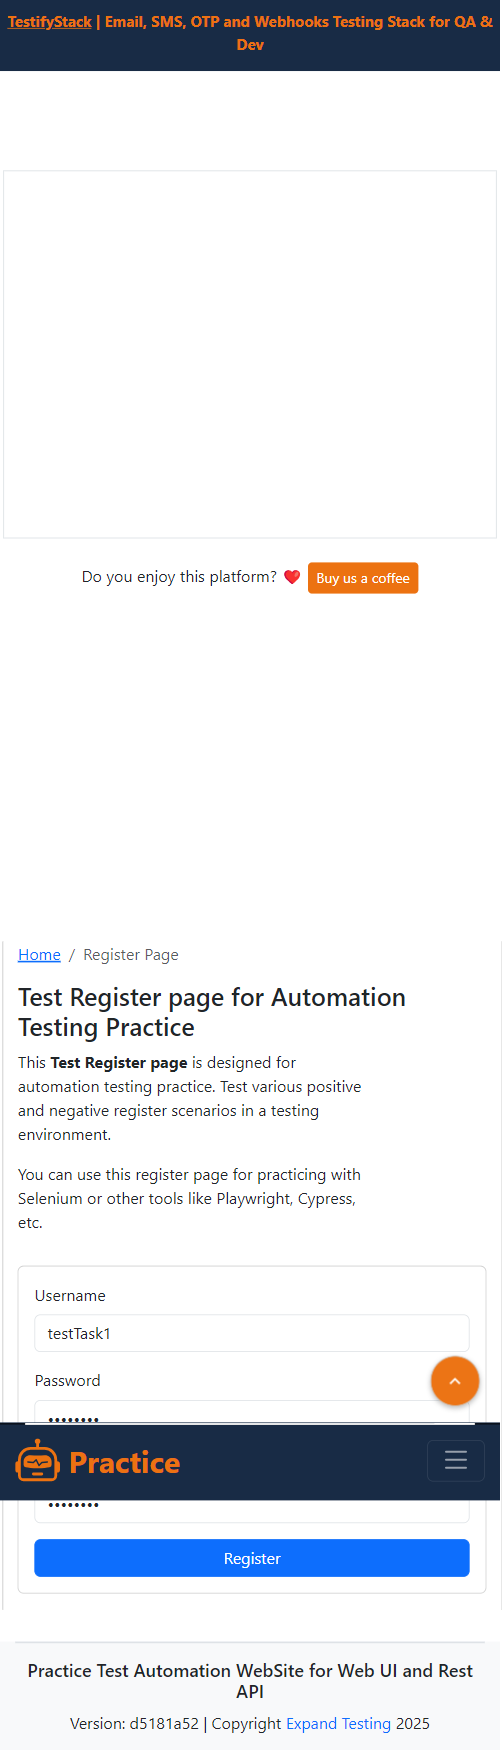 TestifyStack | Email, SMS, OTP and Webhooks Testing Stack for QA &
Dev
Do you enjoy this platform? ❤️ Buy us a coffee
Home / Register Page
Test Register page for Automation
Testing Practice
This Test Register page is designed for
automation testing practice. Test various positive
and negative register scenarios in a testing
environment.
You can use this register page for practicing with
Selenium or other tools like Playwright, Cypress,
etc.
Username
testTask1
Password
••••••••
Practice
••••••••
Register
Practice Test Automation WebSite for Web UI and Rest
API
Version: d5181a52 | Copyright Expand Testing 2025